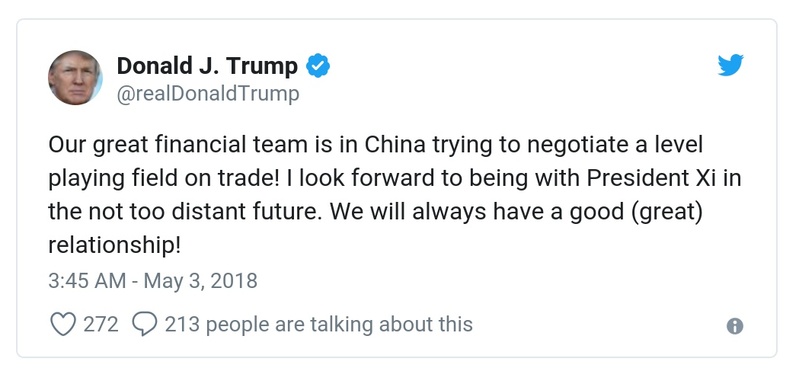 Donald J. Trump
@realDonaldTrump
Our great financial team is in China trying to negotiate a level
playing field on trade! I look forward to being with President Xi in
the not too distant future. We will always have a good (great)
relationship!
3:45 AM - May 3, 2018
272 213 people are talking about this